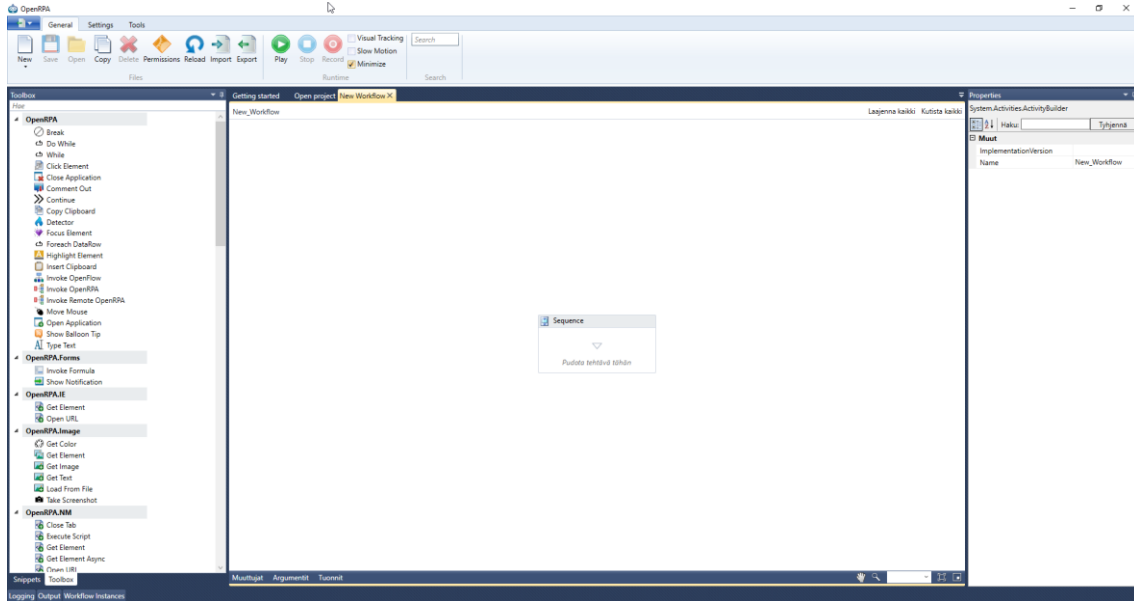 OpenRPA
General Settings Tools
New Save Open Copy Delete Permissions Reload Import Export Play Stop Record
Visual Tracking
Slow Motion
Minimize
Search
Files Runtime Search
Toolbox
Hae
OpenRPA
Break
Do While
While
Click Element
Close Application
Comment Out
Continue
Copy Clipboard
Detector
Focus Element
Foreach DataRow
Highlight Element
Insert Clipboard
Invoke OpenFlow
Invoke OpenRPA
Invoke Remote OpenRPA
Move Mouse
Open Application
Show Balloon Tip
Type Text
OpenRPA.Forms
Invoke Formula
Show Notification
OpenRPA.IE
Get Element
Open URL
OpenRPA.Image
Get Color
Get Element
Get Image
Get Text
Load From File
Take Screenshot
OpenRPA.NM
Close Tab
Execute Script
Get Element
Get Element Async
Open URL
Snippets Toolbox
Getting started Open project New Workflow
New_Workflow Laajenna kaikki Kutista kaikki
Sequence
Pudota tehtävä tähän
Muuttujat Argumentit Tuonnit
Properties
System.Activities.ActivityBuilder
Haku: Tyhjennä
Muut
ImplementationVersion
Name New_Workflow
Logging Output Workflow Instances